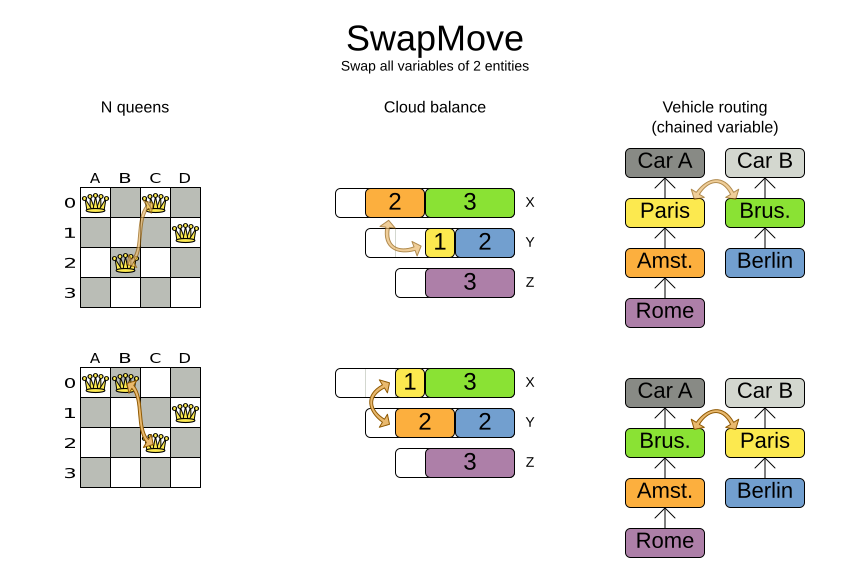 SwapMove
Swap all variables of 2 entities
N queens
Cloud balance
Vehicle routing
(chained variable)
A B C D
0
1
2
3
2 3 X
1 2 Y
3 Z
Car A Car B
Paris Brus.
Amst. Berlin
Rome
A B C D
0
1
2
3
1 3 X
2 2 Y
3 Z
Car A Car B
Brus. Paris
Amst. Berlin
Rome